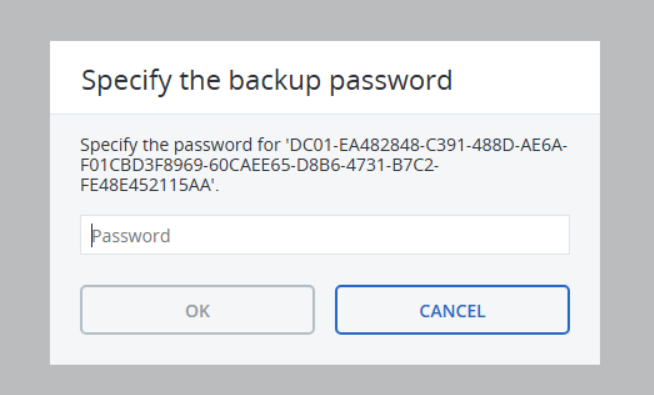 Specify the backup password
Specify the password for 'DC01-EA482848-C391-488D-AE6A-
F01CBD3F8969-60CAEE65-D8B6-4731-B7C2-
FE48E452115AA'.
Password
OK
CANCEL